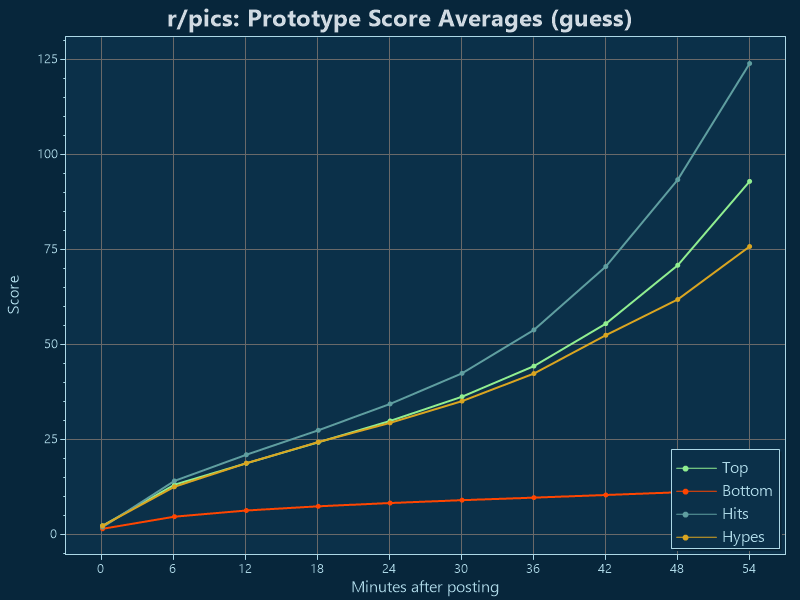 r/pics: Prototype Score Averages (guess)
125
100
75
50
25
0
Score
0 6 12 18 24 30 36 42 48 54
Minutes after posting
Top
Bottom
Hits
Hypes